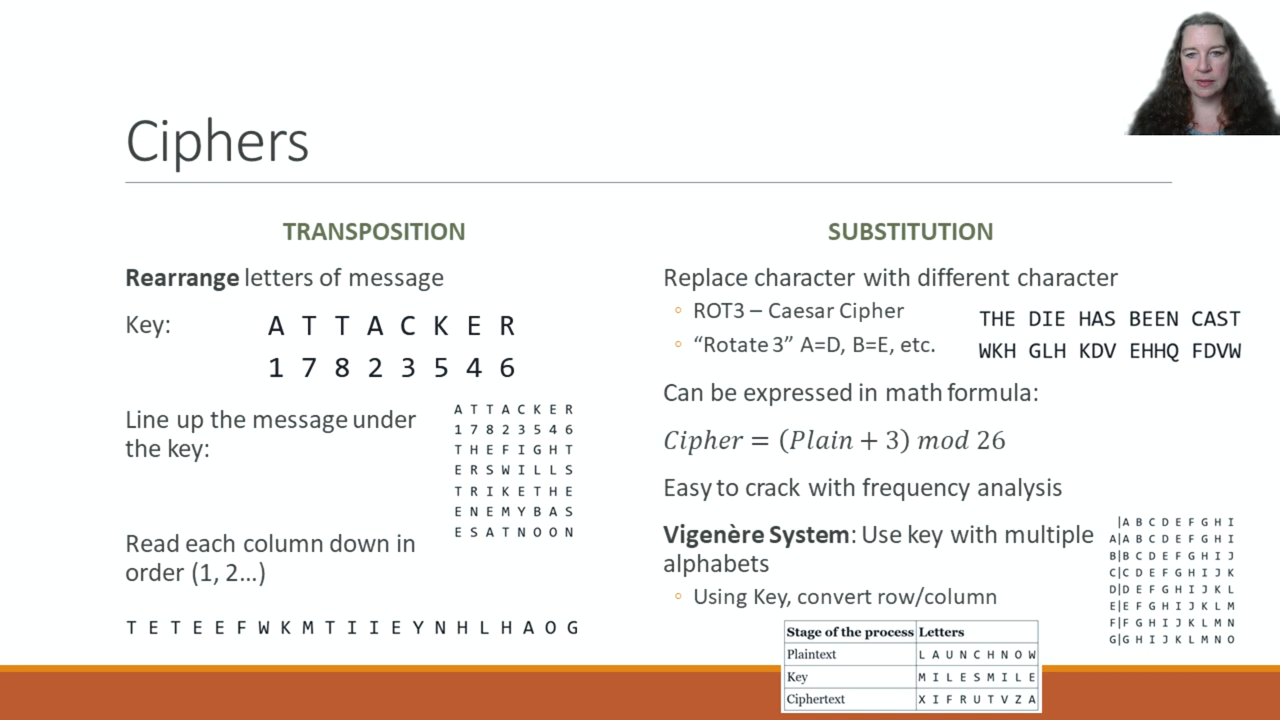 Ciphers
TRANSPOSITION
Rearrange letters of message
Key:
A T T A C K E R
1 7 8 2 3 5 4 6
Line up the message under
the key:
A T T A C K E R
1 7 8 2 3 5 4 6
T H E F I G H T
E R S W I L L S
T R I K E T H E
E N E M Y B A S
E S A T N O O N
Read each column down in
order (1, 2…)
T E T E E F W K M T I I E Y N H L H A O G
SUBSTITUTION
Replace character with different character
◦ ROT3 – Caesar Cipher
◦ “Rotate 3” A=D, B=E, etc.
THE DIE HAS BEEN CAST
WKH GLH KDV EHHQ FDVW
Can be expressed in math formula:
Cipher = (Plain + 3) mod 26
Easy to crack with frequency analysis
Vigenère System: Use key with multiple
alphabets
◦ Using Key, convert row/column
|A B C D E F G H I
A|A B C D E F G H I
B|B C D E F G H I J
C|C D E F G H I J K
D|D E F G H I J K L
E|E F G H I J K L M
F|F G H I J K L M N
G|G H I J K L M N O
Stage of the process Letters
Plaintext L A U N C H N O W
Key M I L E S M I L E
Ciphertext X I F R U T V Z A